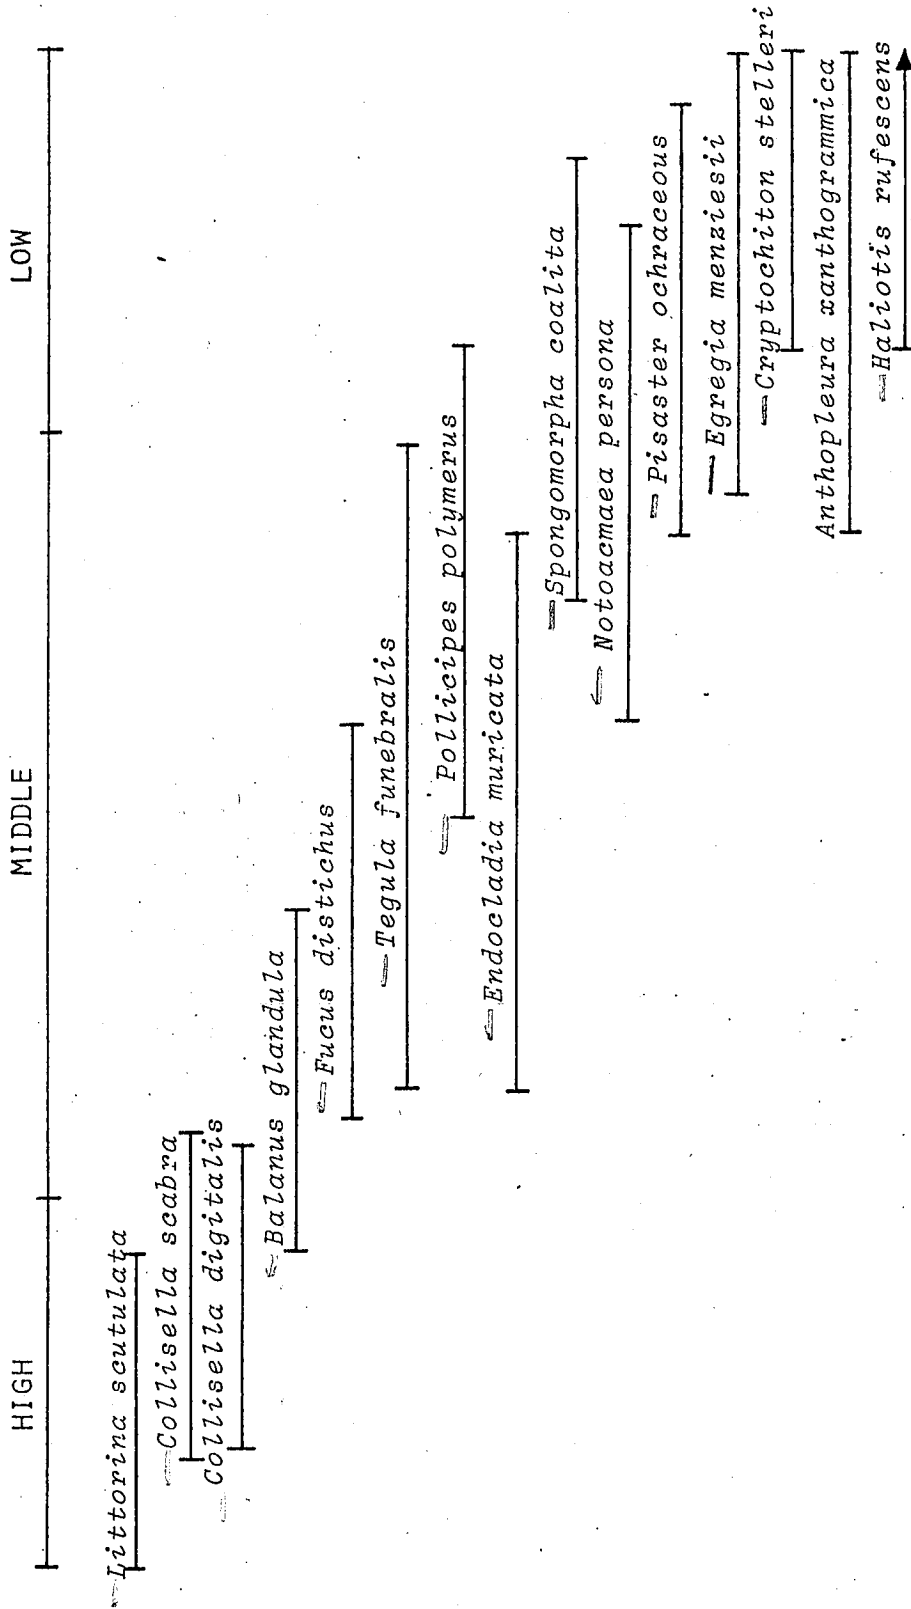 HIGH MIDDLE LOW
Littorina scutulata
Collisella scabra
Collisella digitalis
Balanus glandula
Fucus distichus
Tegula funebralis
Pollicipes polymerus
Endocladia muricata
Spongomorpha coalita
Notoacmaea persona
Pisaster ochraceous
Egregia menziesii
Cryptochiton stelleri
Anthopleura xanthogrammica
Haliotis rufescens